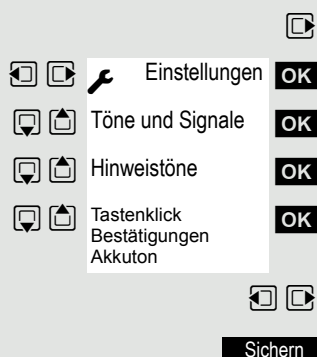 Einstellungen OK
Töne und Signale OK
Hinweistöne OK
Tastenklick OK
Bestätigungen
Akkuton
Sichern